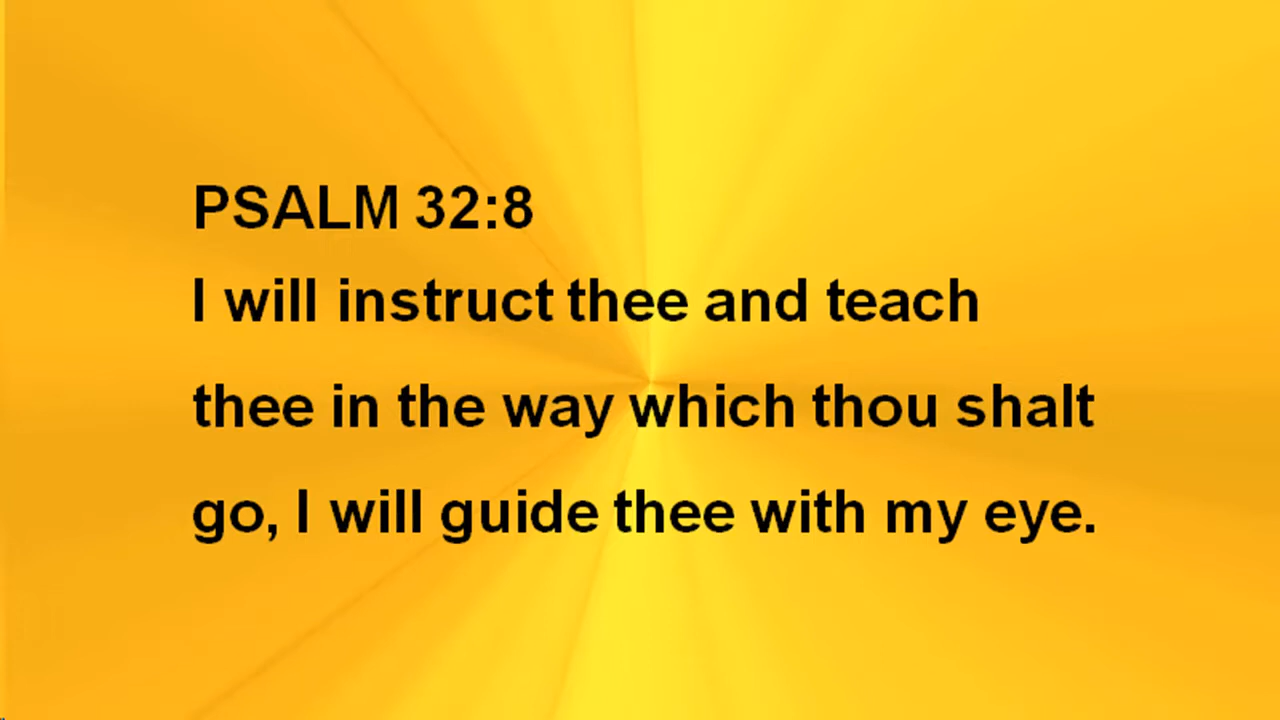 PSALM 32:8
I will instruct thee and teach
thee in the way which thou shalt
go, I will guide thee with my eye.